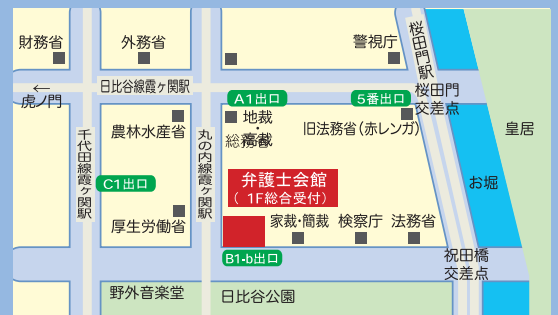 財務省
外務省
警視庁
桜田門駅
←
虎ノ門
日比谷線霞ヶ関駅
A1出口
5番出口
桜田門
交差点
農林水産省
地裁
・
高裁
総務省
旧法務省(赤レンガ)
皇居
千代田線霞ヶ関駅
丸の内線霞ヶ関駅
C1出口
弁護士会館
(1F総合受付)
お堀
厚生労働省
家裁・簡裁
検察庁
法務省
B1-b出口
祝田橋
交差点
野外音楽堂
日比谷公園